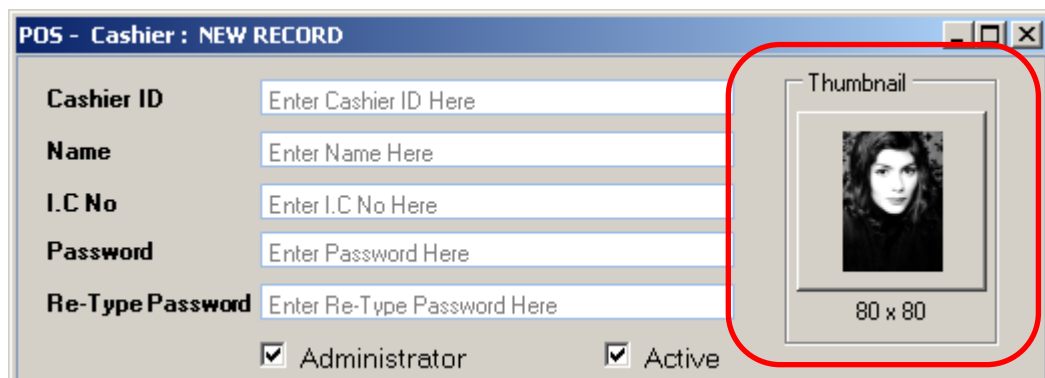 POS - Cashier : NEW RECORD
Thumbnail
Cashier ID Enter Cashier ID Here
Name Enter Name Here
I.C No Enter I.C No Here
Password Enter Password Here
Re-Type Password Enter Re-Type Password Here
80 x 80
Administrator Active